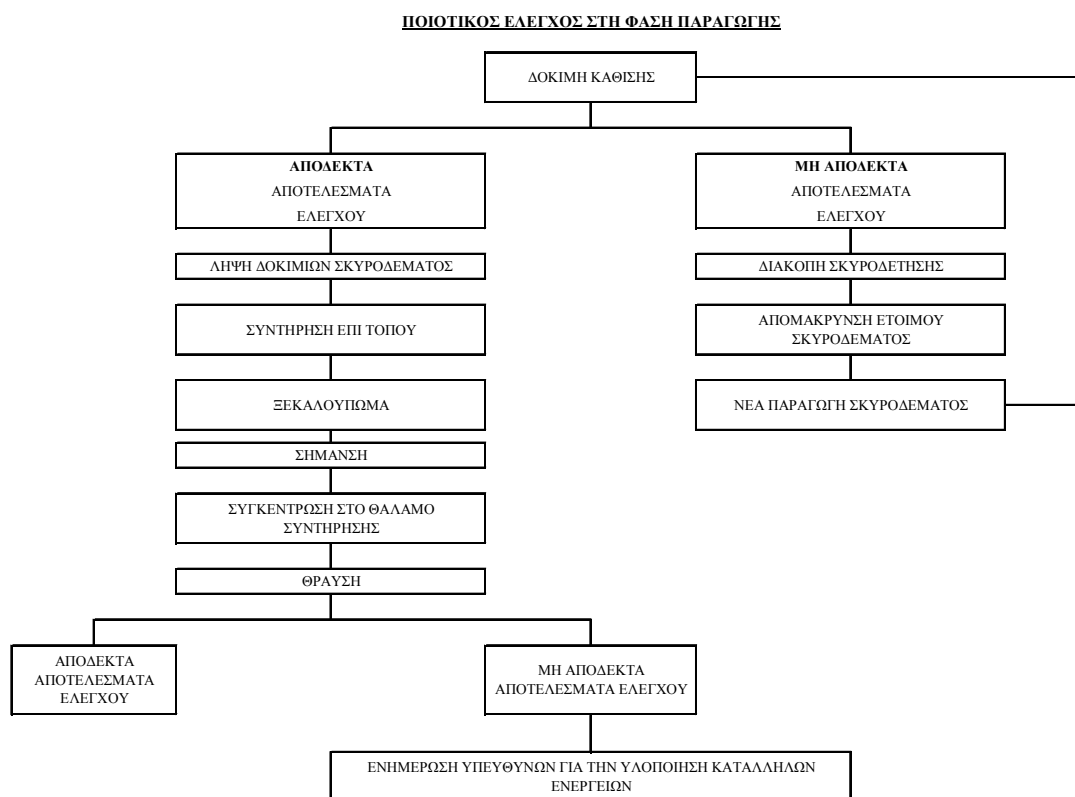 ΠΟΙΟΤΙΚΟΣ ΕΛΕΓΧΟΣ ΣΤΗ ΦΑΣΗ ΠΑΡΑΓΩΓΗΣ
ΔΟΚΙΜΗ ΚΑΘΙΣΗΣ
ΑΠΟΔΕΚΤΑ
ΑΠΟΤΕΛΕΣΜΑΤΑ
ΕΛΕΓΧΟΥ
ΜΗ ΑΠΟΔΕΚΤΑ
ΑΠΟΤΕΛΕΣΜΑΤΑ
ΕΛΕΓΧΟΥ
ΛΗΨΗ ΔΟΚΙΜΙΩΝ ΣΚΥΡΟΔΕΜΑΤΟΣ
ΔΙΑΚΟΠΗ ΣΚΥΡΟΔΕΤΗΣΗΣ
ΣΥΝΤΗΡΗΣΗ ΕΠΙ ΤΟΠΟΥ
ΑΠΟΜΑΚΡΥΝΣΗ ΕΤΟΙΜΟΥ
ΣΚΥΡΟΔΕΜΑΤΟΣ
ΞΕΚΑΛΟΥΠΩΜΑ
ΝΕΑ ΠΑΡΑΓΩΓΗ ΣΚΥΡΟΔΕΜΑΤΟΣ
ΣΗΜΑΝΣΗ
ΣΥΓΚΕΝΤΡΩΣΗ ΣΤΟ ΘΑΛΑΜΟ
ΣΥΝΤΗΡΗΣΗΣ
ΘΡΑΥΣΗ
ΑΠΟΔΕΚΤΑ
ΑΠΟΤΕΛΕΣΜΑΤΑ
ΕΛΕΓΧΟΥ
ΜΗ ΑΠΟΔΕΚΤΑ
ΑΠΟΤΕΛΕΣΜΑΤΑ ΕΛΕΓΧΟΥ
ΕΝΗΜΕΡΩΣΗ ΥΠΕΥΘΥΝΩΝ ΓΙΑ ΤΗΝ ΥΛΟΠΟΙΗΣΗ ΚΑΤΑΛΛΗΛΩΝ
ΕΝΕΡΓΕΙΩΝ